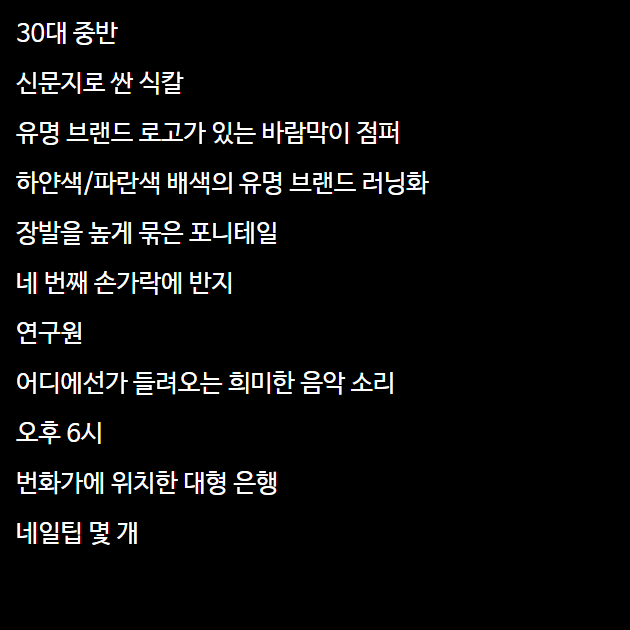 30대 중반
신문지로 싼 식칼
유명 브랜드 로고가 있는 바람막이 점퍼
하얀색/파란색 배색의 유명 브랜드 러닝화
장발을 높게 묶은 포니테일
네 번째 손가락에 반지
연구원
어디에선가 들려오는 희미한 음악 소리
오후 6시
번화가에 위치한 대형 은행
네일팁 몇 개